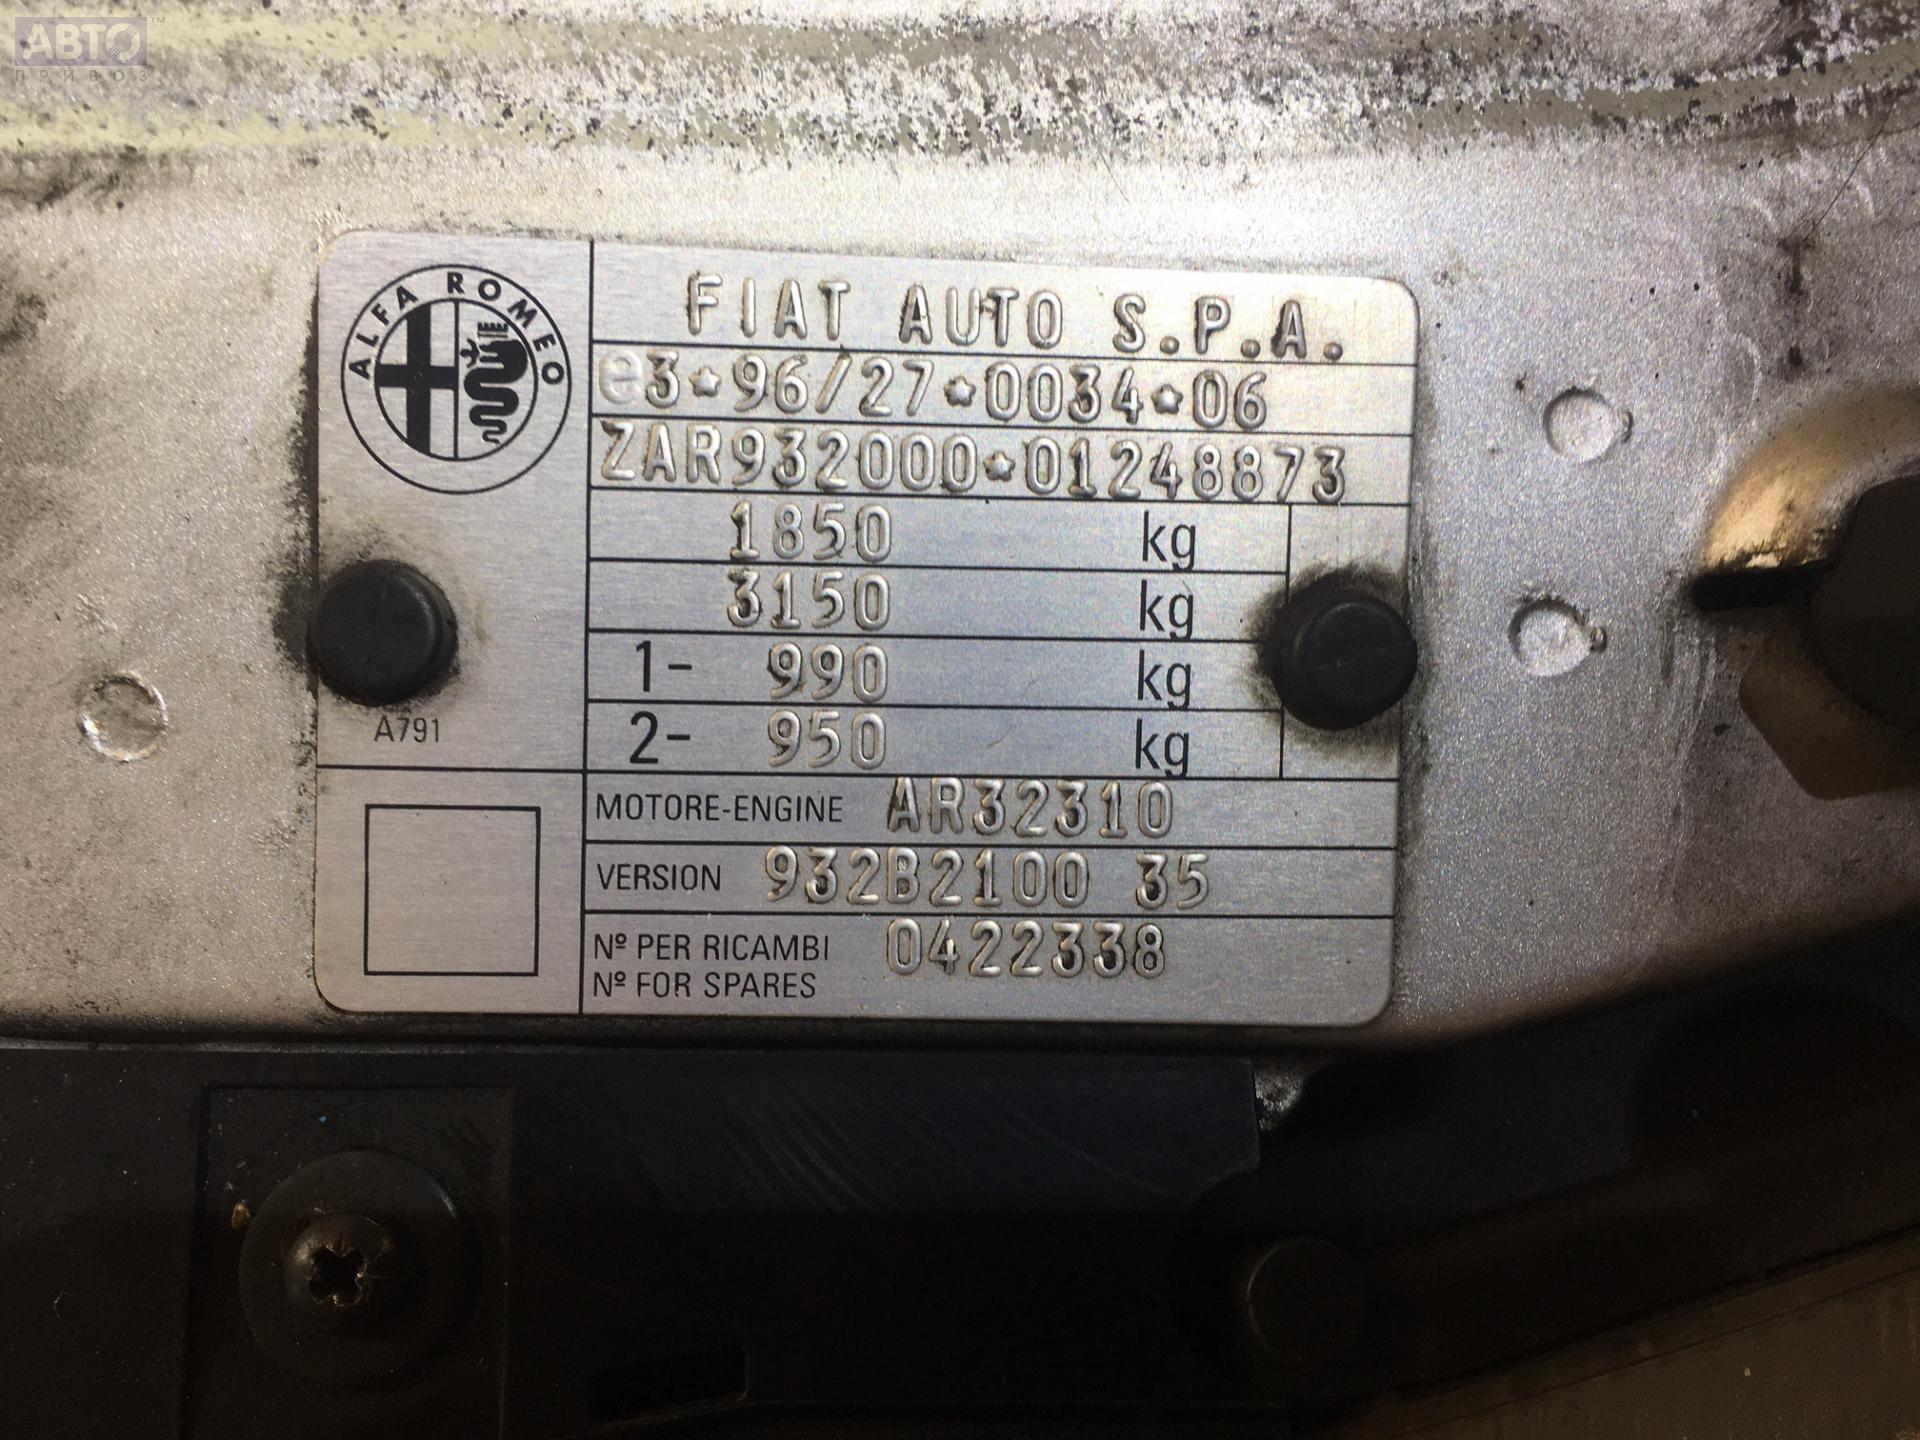 АВТО™
ПРИВОЗ
ALFA ROMEO
FIAT AUTO S.P.A.
e3*96/27*0034*06
ZAR932000*01248873
1850 kg
3150 kg
1- 990 kg
2- 950 kg
A791
MOTORE-ENGINE AR32310
VERSION 932B2100 35
Nº PER RICAMBI 0422338
Nº FOR SPARES